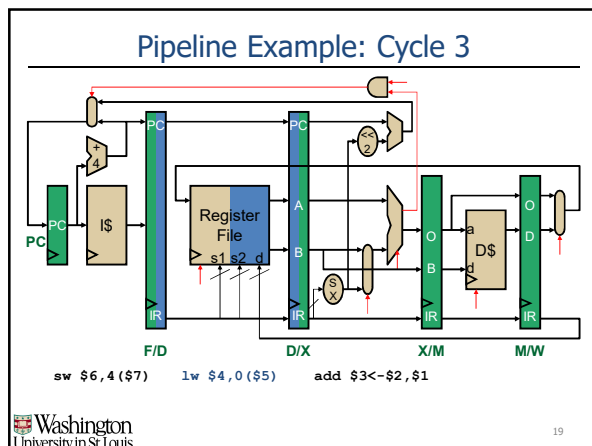 Pipeline Example: Cycle 3
PC
PC
<<
2
+
4
PC
I$
Register
File
s1 s2 d
A
B
S
X
O
B
a
D$
d
O
D
PC
IR
IR
IR
IR
F/D
D/X
X/M
M/W
sw $6,4($7)
lw $4,0($5)
add $3<-$2,$1
Washington
University in St Louis
19